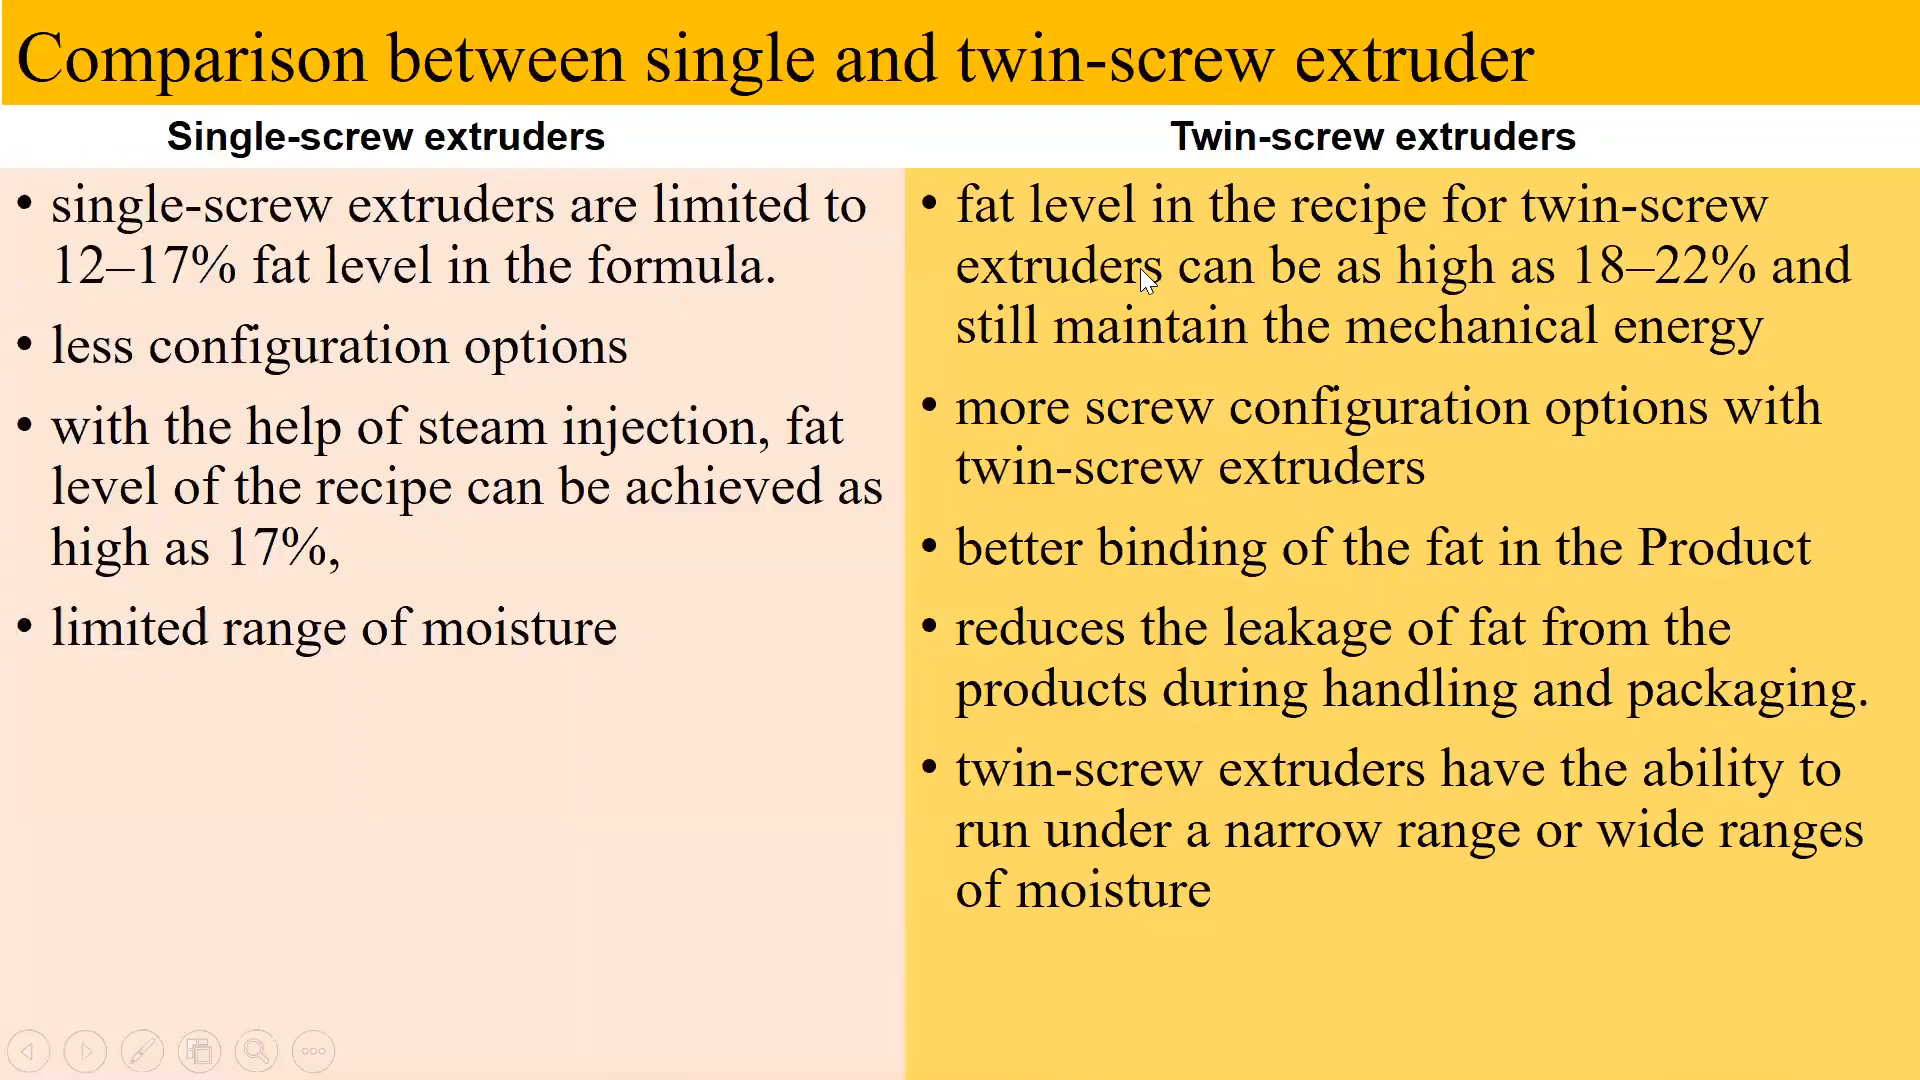 Comparison between single and twin-screw extruder
Single-screw extruders
• single-screw extruders are limited to
12–17% fat level in the formula.
• less configuration options
• with the help of steam injection, fat
level of the recipe can be achieved as
high as 17%,
• limited range of moisture
Twin-screw extruders
• fat level in the recipe for twin-screw
extruders can be as high as 18–22% and
still maintain the mechanical energy
• more screw configuration options with
twin-screw extruders
• better binding of the fat in the Product
• reduces the leakage of fat from the
products during handling and packaging.
• twin-screw extruders have the ability to
run under a narrow range or wide ranges
of moisture